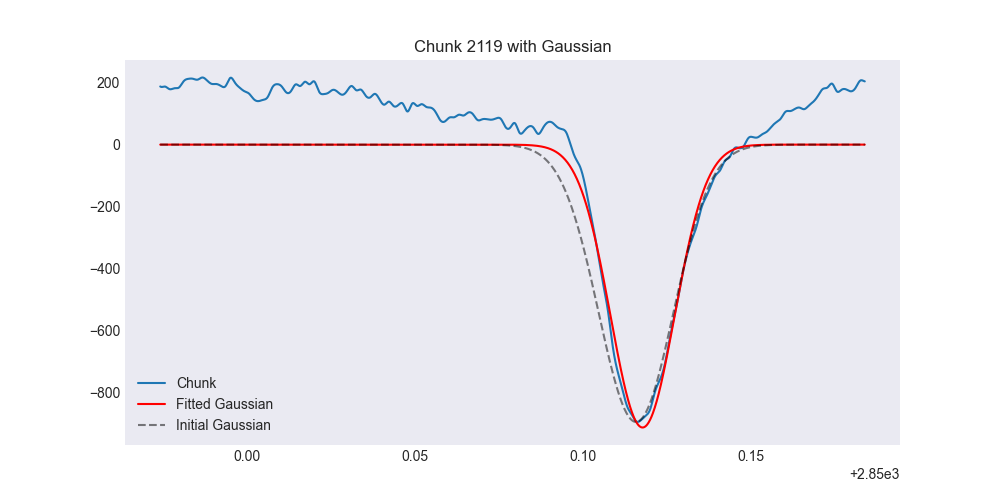 Chunk 2119 with Gaussian
200
0
−200
−400
−600
−800
Chunk
Fitted Gaussian
Initial Gaussian
0.00 0.05 0.10 0.15
+2.85e3